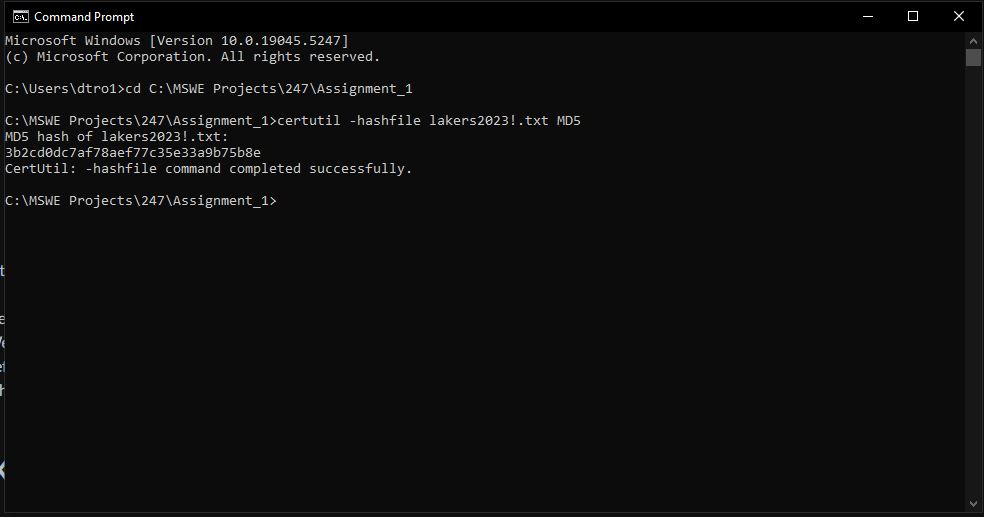 Command Prompt
Microsoft Windows [Version 10.0.19045.5247]
(c) Microsoft Corporation. All rights reserved.
C:\Users\dtro1>cd C:\MSWE Projects\247\Assignment_1
C:\MSWE Projects\247\Assignment_1>certutil -hashfile lakers2023!.txt MD5
MD5 hash of lakers2023!.txt:
3b2cd0dc7af78aef77c35e33a9b75b8e
CertUtil: -hashfile command completed successfully.
C:\MSWE Projects\247\Assignment_1>